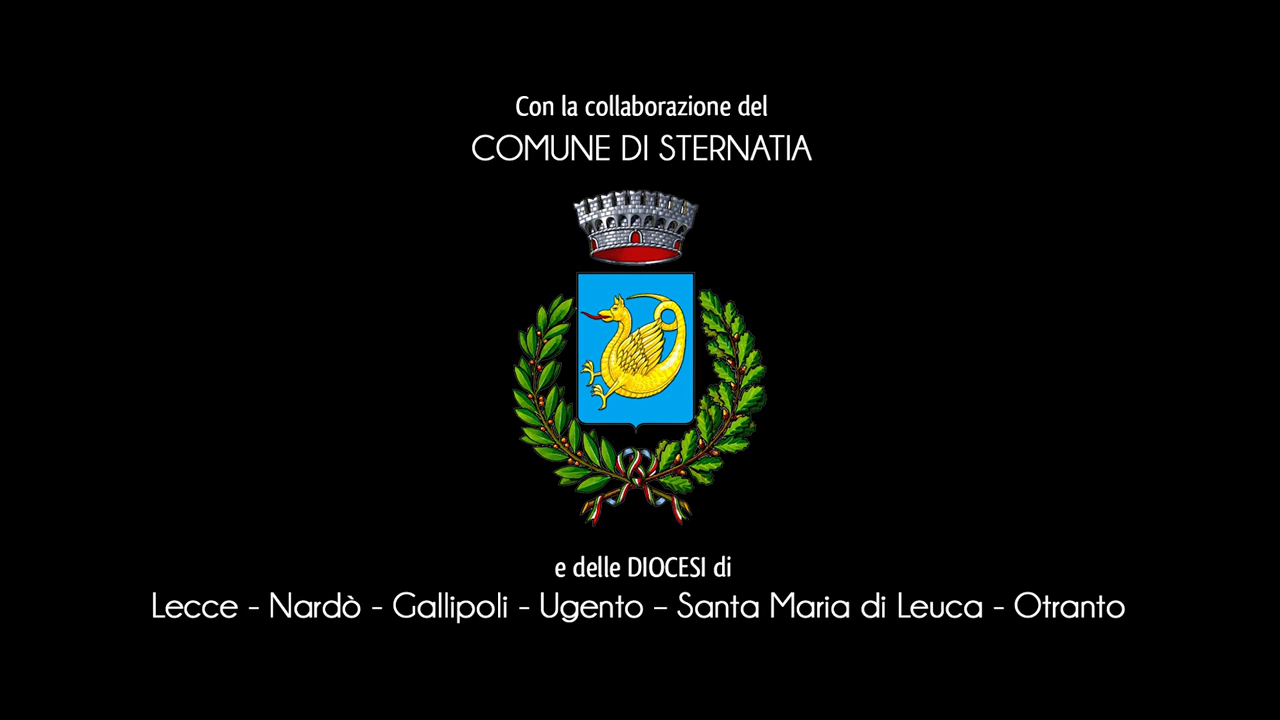 Con la collaborazione del
COMUNE DI STERNATIA
e delle DIOCESI di
Lecce - Nardò - Gallipoli - Ugento – Santa Maria di Leuca - Otranto